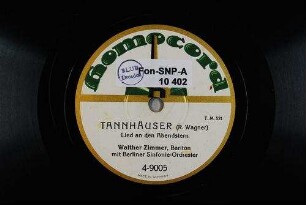 homocord
Fon-SNP-A
10 402
T. M. 521
TANNHÄUSER (R. Wagner)
Lied an den Abendstern
Walther Zimmer, Bariton
mit Berliner Sinfonie-Orchester
4-9005